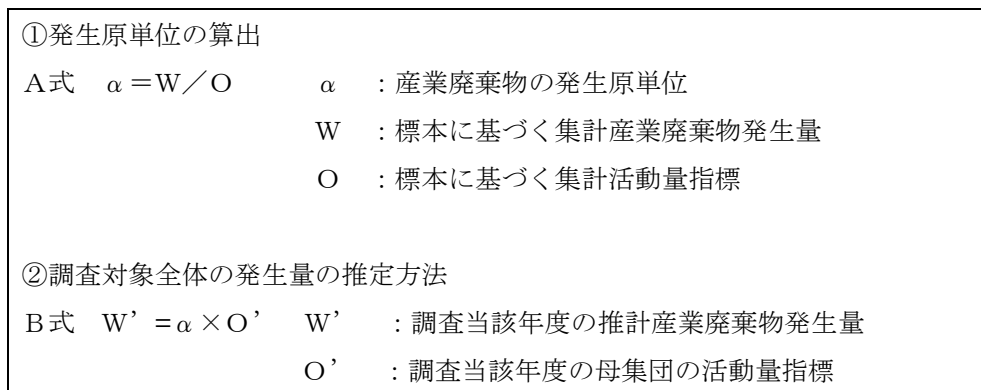 ①発生原単位の算出
A式 α=W/O α :産業廃棄物の発生原単位
W :標本に基づく集計産業廃棄物発生量
O :標本に基づく集計活動量指標
②調査対象全体の発生量の推定方法
B式 W’=α×O’ W’ :調査当該年度の推計産業廃棄物発生量
O’ :調査当該年度の母集団の活動量指標